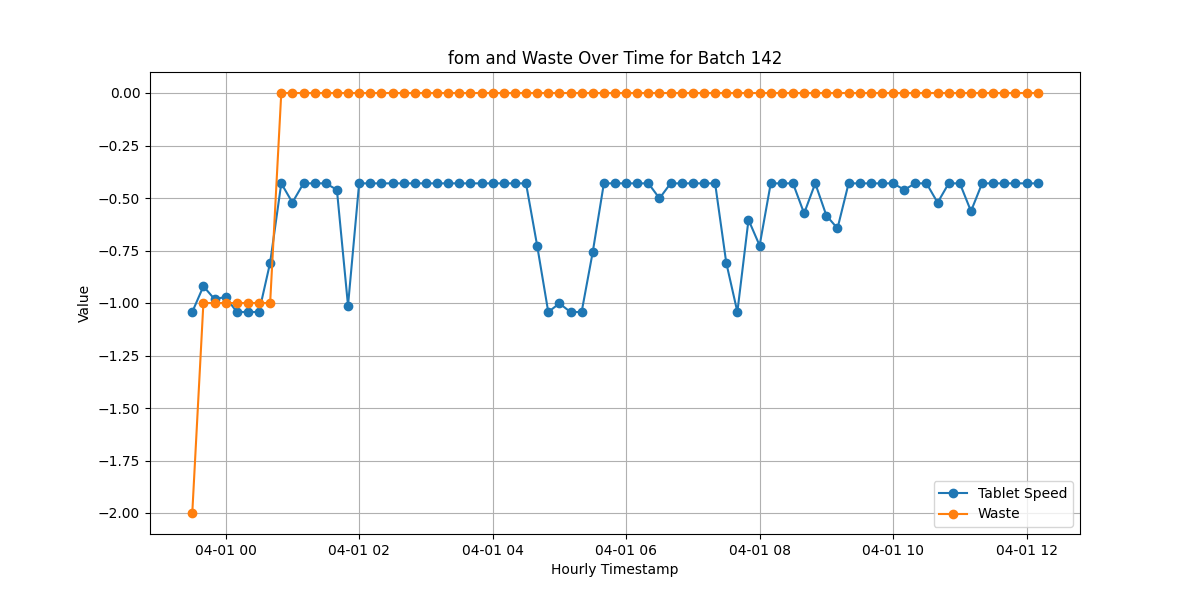 fom and Waste Over Time for Batch 142
0.00
−0.25
−0.50
−0.75
−1.00
−1.25
−1.50
−1.75
−2.00
Value
Tablet Speed
Waste
04-01 00 04-01 02 04-01 04 04-01 06 04-01 08 04-01 10 04-01 12
Hourly Timestamp